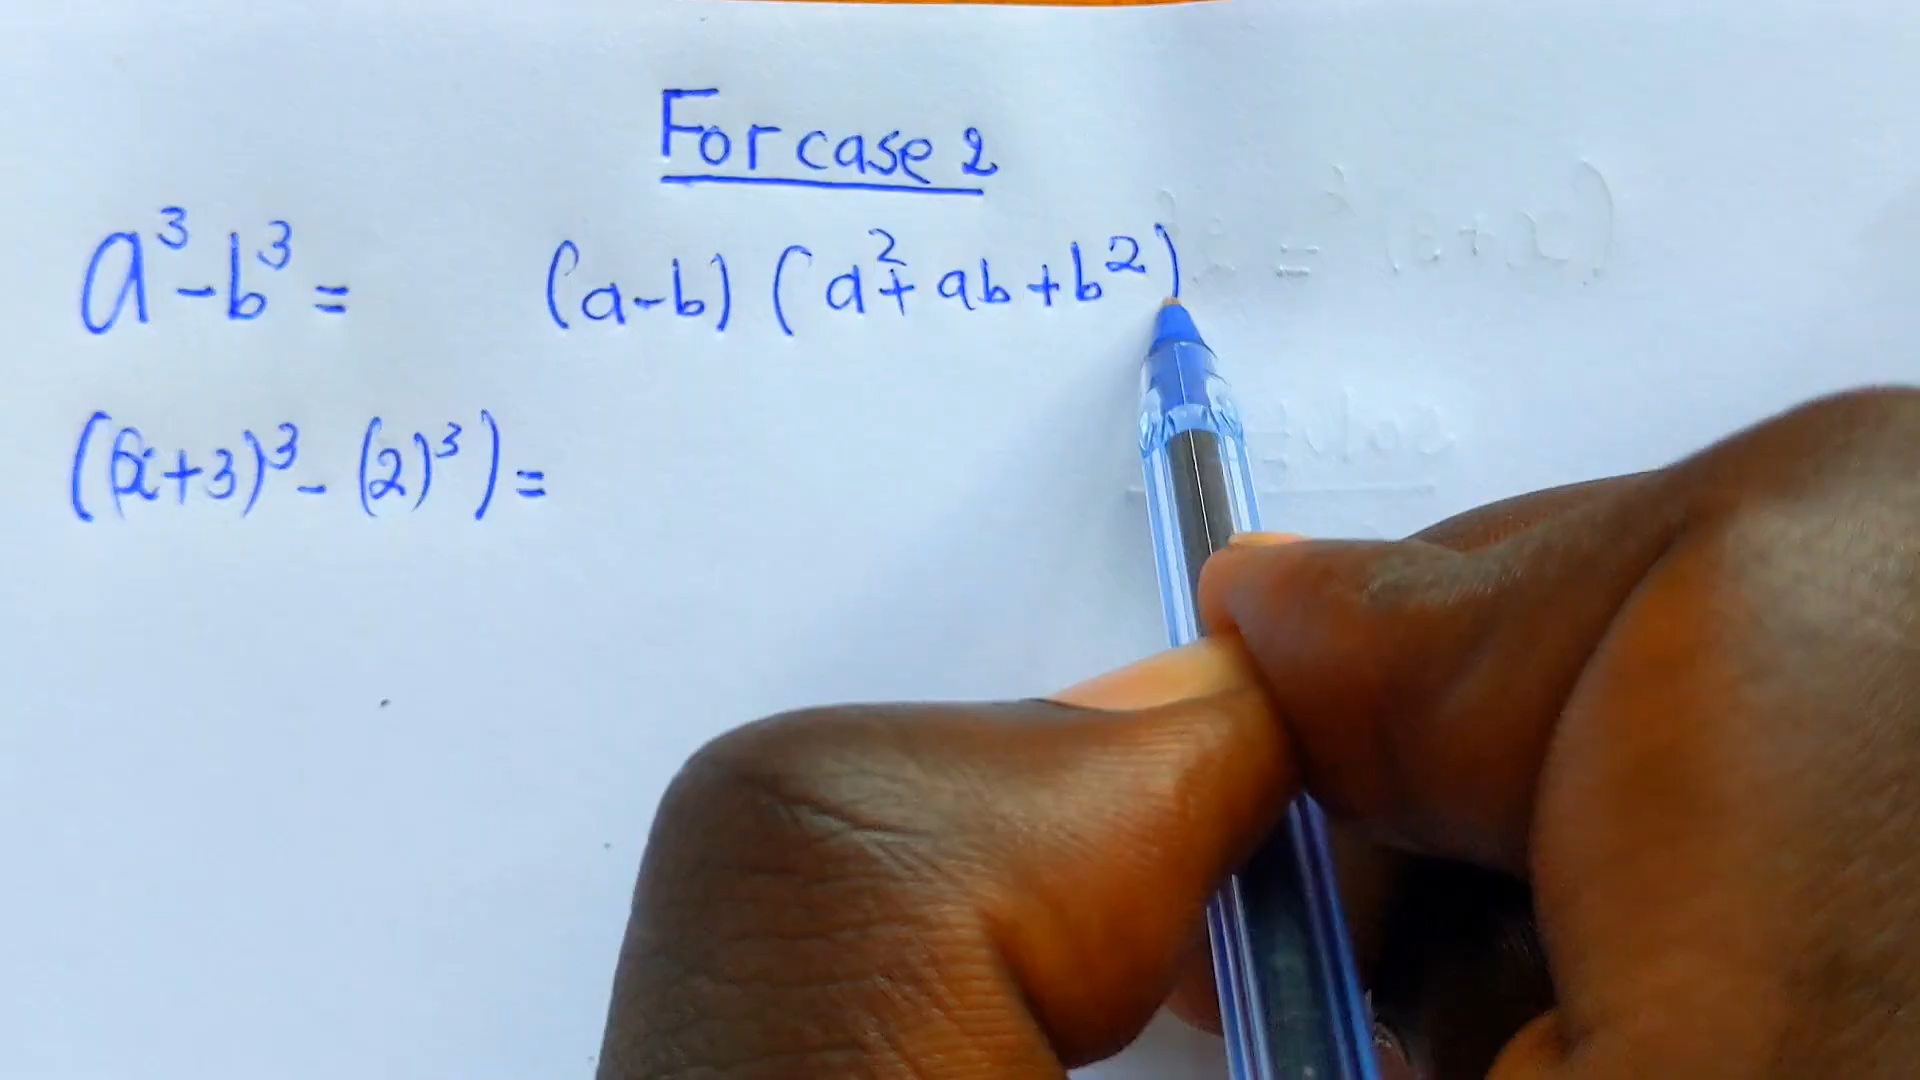 For case 2
a³-b³= (a-b) (a²+ab+b²)
((x+3)³-(2)³)=